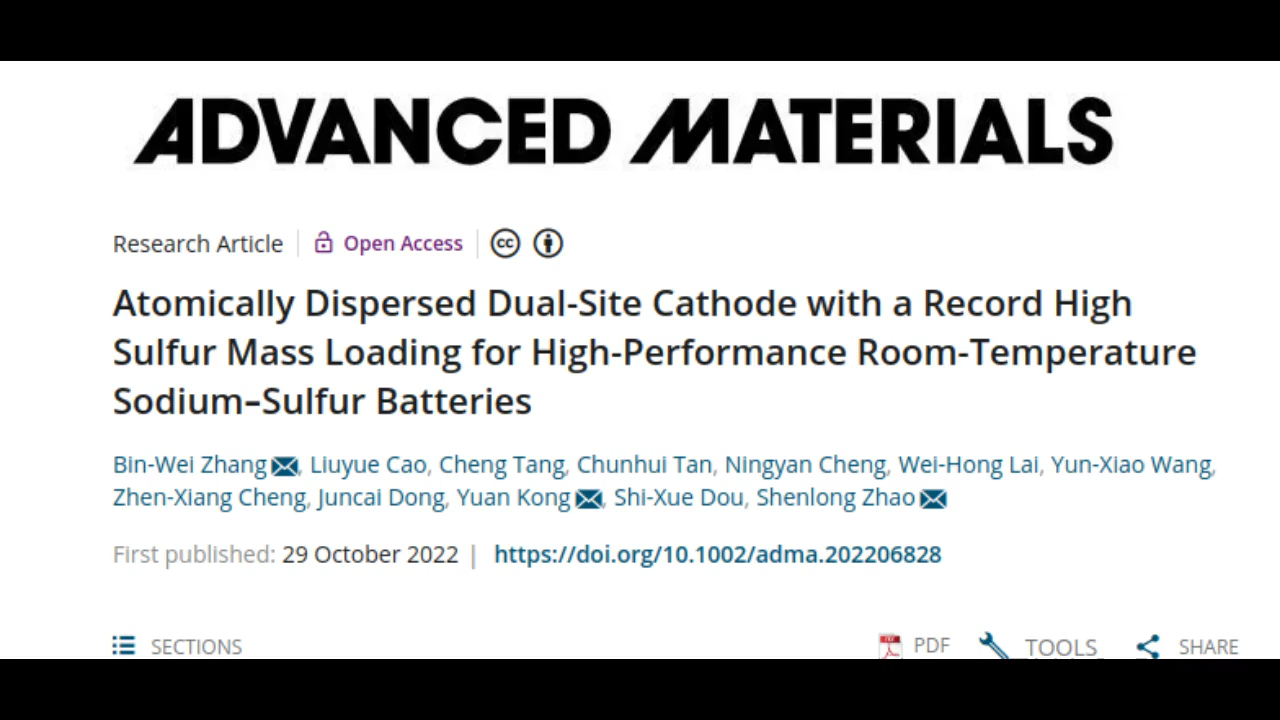 ADVANCED MATERIALS
Research Article Open Access cc
Atomically Dispersed Dual-Site Cathode with a Record High
Sulfur Mass Loading for High-Performance Room-Temperature
Sodium–Sulfur Batteries
Bin-Wei Zhang, Liuyue Cao, Cheng Tang, Chunhui Tan, Ningyan Cheng, Wei-Hong Lai, Yun-Xiao Wang,
Zhen-Xiang Cheng, Juncai Dong, Yuan Kong, Shi-Xue Dou, Shenlong Zhao
First published: 29 October 2022 | https://doi.org/10.1002/adma.202206828
SECTIONS PDF TOOLS SHARE